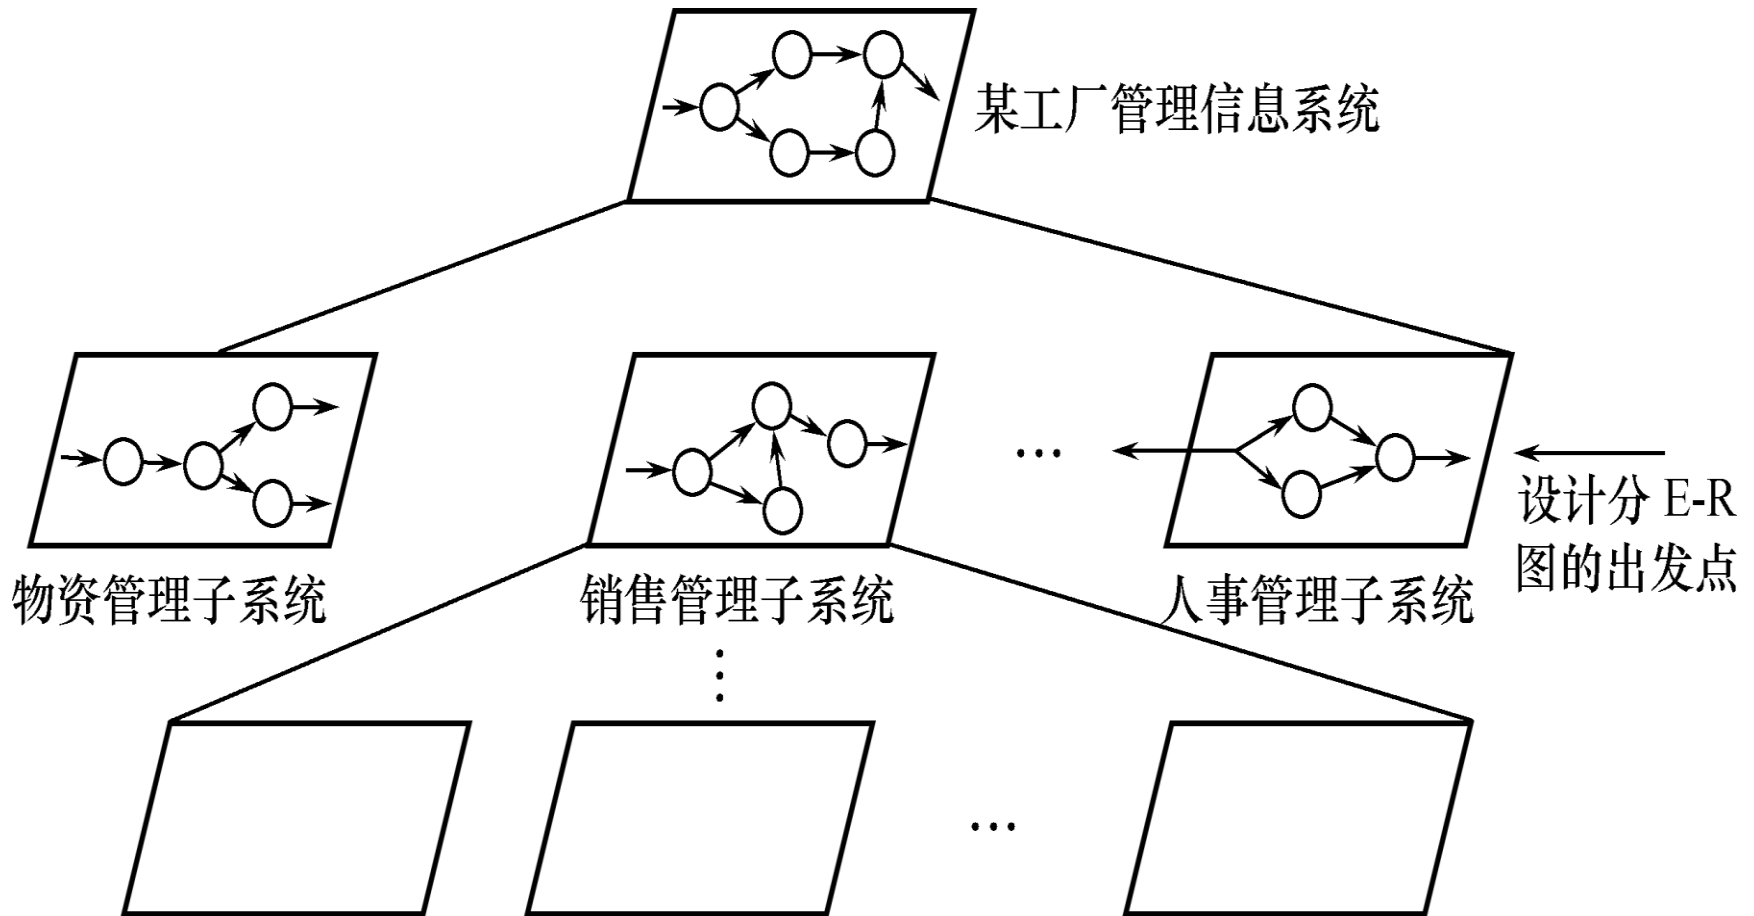 某工厂管理信息系统
…
设计分 E-R
图的出发点
物资管理子系统
销售管理子系统
人事管理子系统
⋮
…